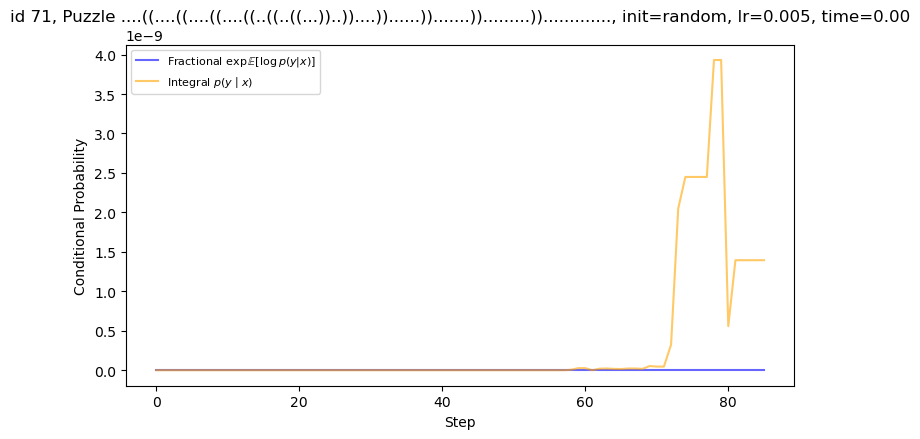 id 71, Puzzle ....((....((....((....((..((..((...))..))....))......)).......)).........)).............., init=random, lr=0.005, time=0.00
1e−9
Fractional exp𝔼[log p(y|x)]
Integral p(y | x)
4.0
3.5
3.0
2.5
2.0
1.5
1.0
0.5
0.0
Conditional Probability
0
20
40
60
80
Step